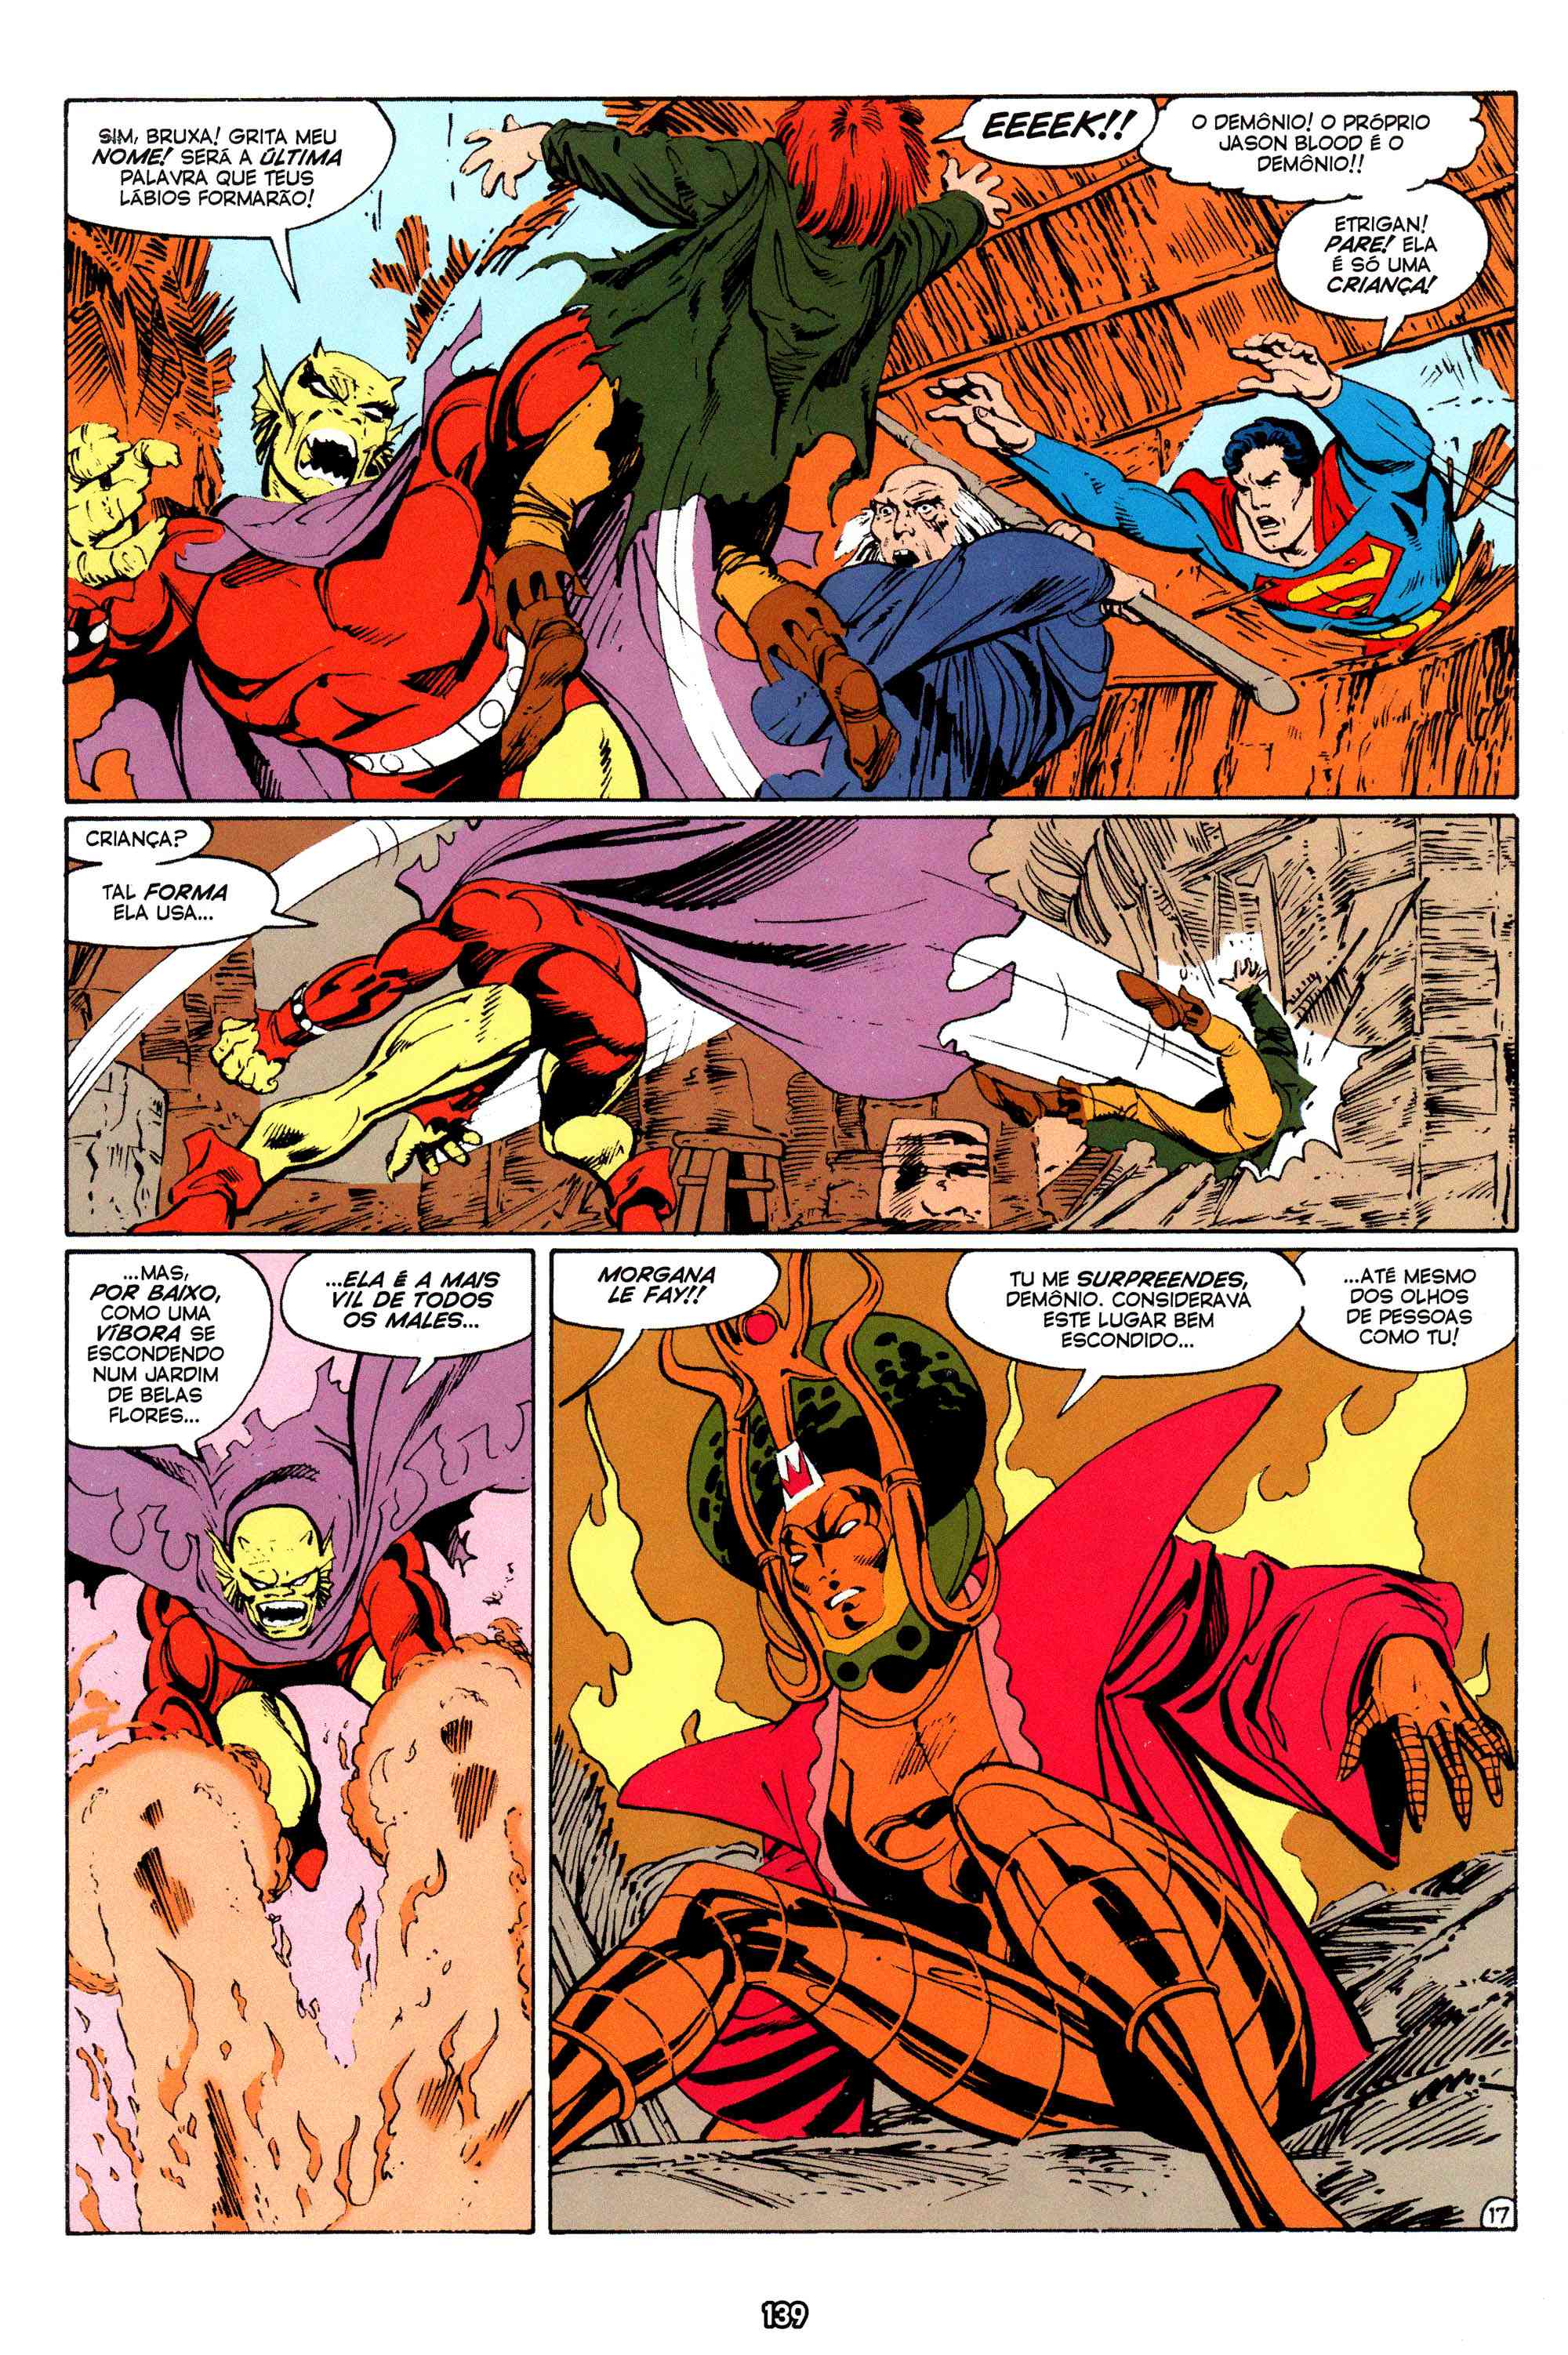 SIM, BRUXA! GRITA MEU
NOME! SERÁ A ÚLTIMA
PALAVRA QUE TEUS
LÁBIOS FORMARÃO!
EEEEK!!
O DEMÔNIO! O PRÓPRIO
JASON BLOOD É O
DEMÔNIO!!
ETRIGAN!
PARE! ELA
É SÓ UMA
CRIANÇA!
CRIANÇA?
TAL FORMA
ELA USA...
...MAS,
POR BAIXO,
COMO UMA
VÍBORA SE
ESCONDENDO
NUM JARDIM
DE BELAS
FLORES...
...ELA É A MAIS
VIL DE TODOS
OS MALES...
MORGANA
LE FAY!!
TU ME SURPREENDES,
DEMÔNIO. CONSIDERAVA
ESTE LUGAR BEM
ESCONDIDO...
...ATÉ MESMO
DOS OLHOS
DE PESSOAS
COMO TU!
17
139